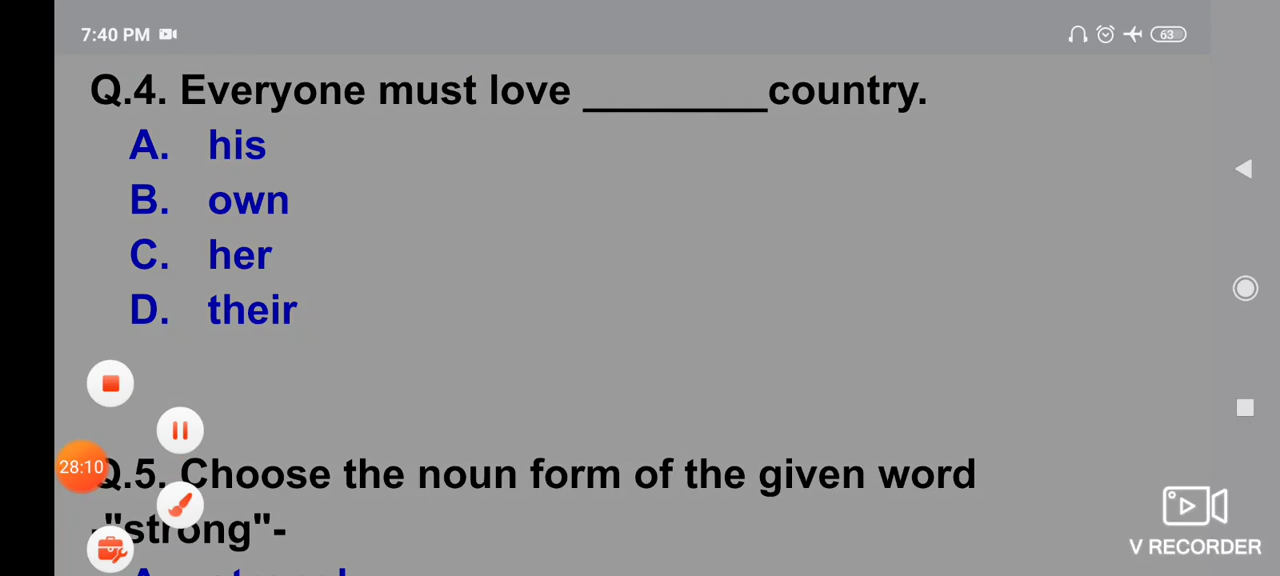 7:40 PM
63
Q.4. Everyone must love ________country.
A. his
B. own
C. her
D. their
28:10
Q.5. Choose the noun form of the given word
-"strong"-
V RECORDER